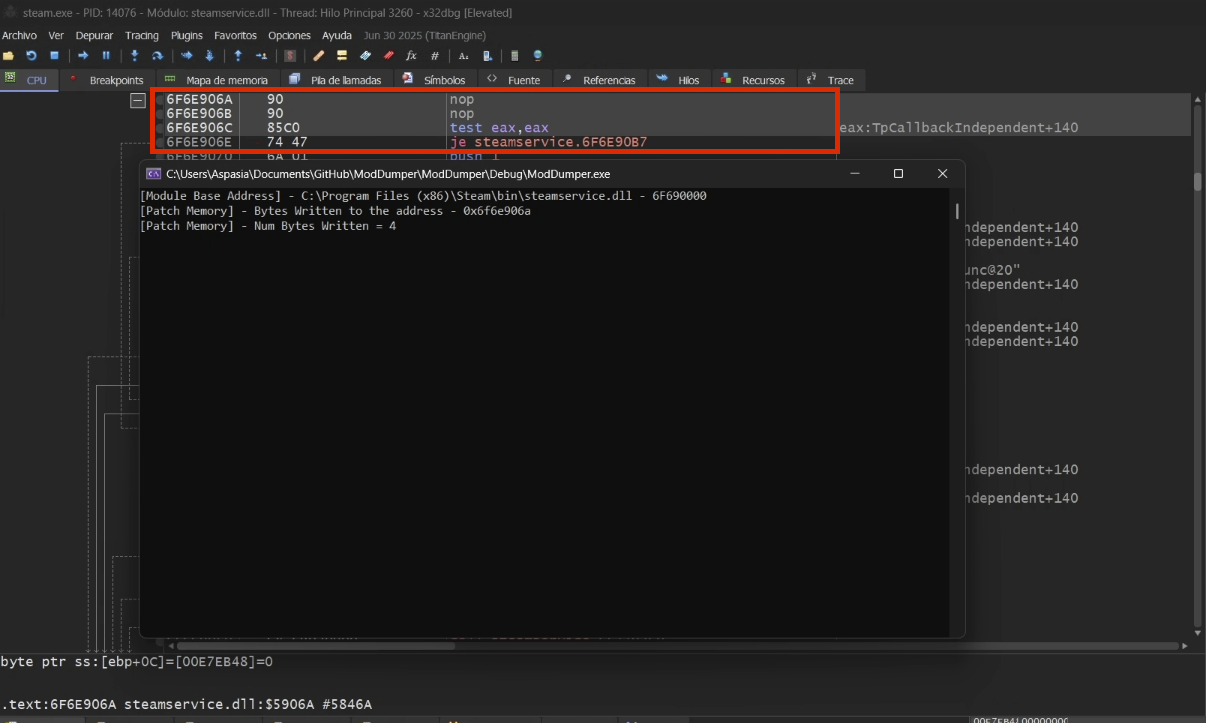 steam.exe - PID: 14076 - Módulo: steamservice.dll - Thread: Hilo Principal 3260 - x32dbg [Elevated]
Archivo Ver Depurar Tracing Plugins Favoritos Opciones Ayuda Jun 30 2025 (TitanEngine)
CPU Breakpoints Mapa de memoria Pila de llamadas Símbolos Fuente Referencias Hilos Recursos Trace
6F6E906A 90 nop
6F6E906B 90 nop
6F6E906C 85C0 test eax,eax eax:TpCallbackIndependent+140
6F6E906E 74 47 je steamservice.6F6E90B7
6F6E9070 6A 01 push 1
C:\Users\Aspasia\Documents\GitHub\ModDumper\ModDumper\Debug\ModDumper.exe
[Module Base Address] - C:\Program Files (x86)\Steam\bin\steamservice.dll - 6F690000
[Patch Memory] - Bytes Written to the address - 0x6f6e906a
[Patch Memory] - Num Bytes Written = 4
ndependent+140
ndependent+140
unc@20"
ndependent+140
ndependent+140
ndependent+140
ndependent+140
ndependent+140
byte ptr ss:[ebp+0C]=[00E7EB48]=0
.text:6F6E906A steamservice.dll:$5906A #5846A